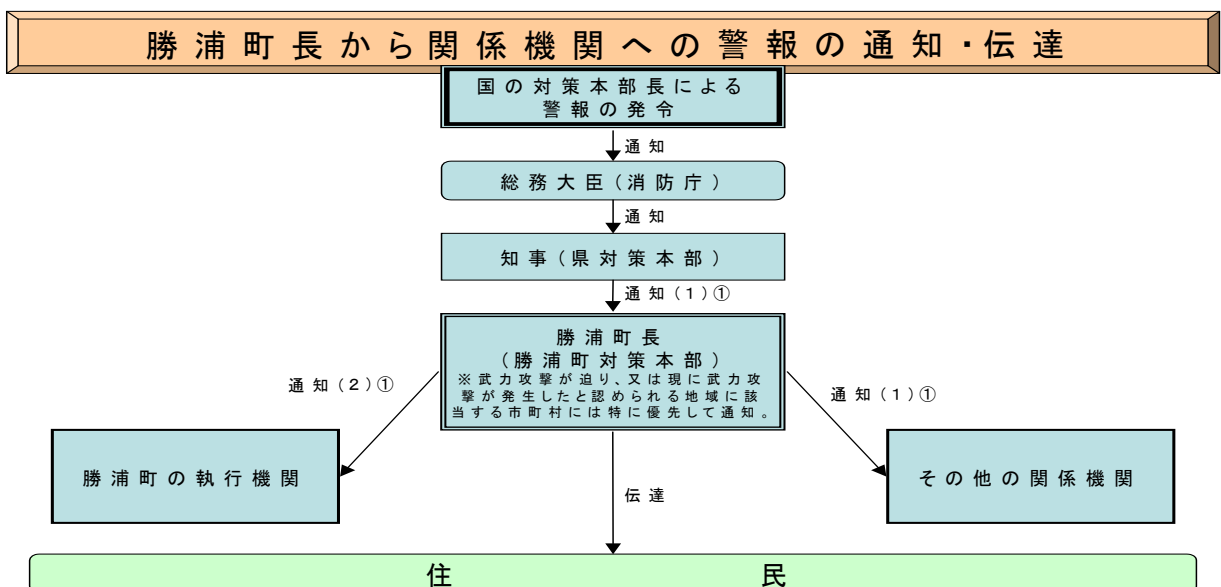 勝浦町長から関係機関への警報の通知・伝達
国の対策本部長による
警報の発令
通知
総務大臣(消防庁)
通知
知事(県対策本部)
通知(1)①
勝浦町長
(勝浦町対策本部)
※武力攻撃が迫り、又は現に武力攻
撃が発生したと認められる地域に該
当する市町村には特に優先して通知。
通知(2)①
通知(1)①
勝浦町の執行機関
その他の関係機関
伝達
住民